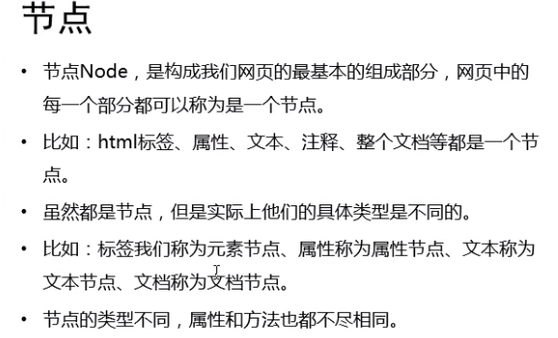 节点
• 节点Node，是构成我们网页的最基本的组成部分，网页中的
每一个部分都可以称为是一个节点。
• 比如：html标签、属性、文本、注释、整个文档等都是一个节
点。
• 虽然都是节点，但是实际上他们的具体类型是不同的。
• 比如：标签我们称为元素节点、属性称为属性节点、文本称为
文本节点、文档称为文档节点。
• 节点的类型不同，属性和方法也都不尽相同。